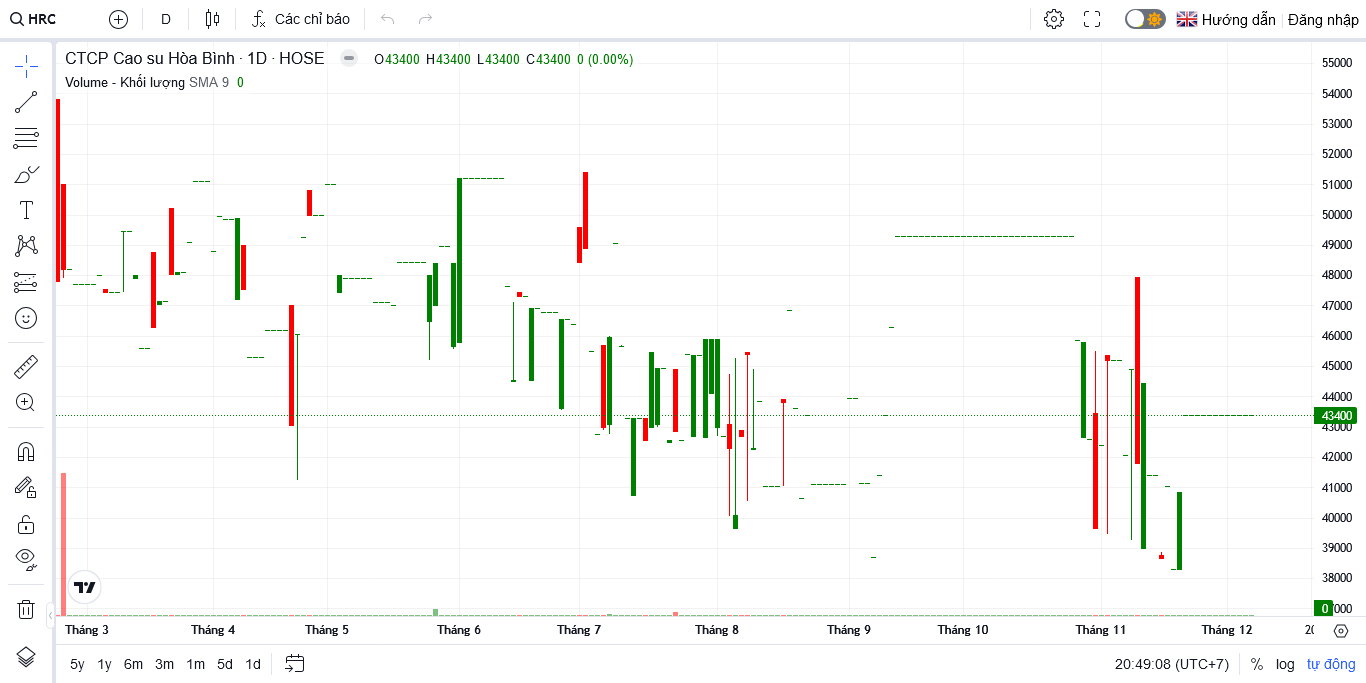 HRC
D
Các chỉ báo
Hướng dẫn
Đăng nhập
CTCP Cao su Hòa Bình · 1D · HOSE
O43400 H43400 L43400 C43400 0 (0.00%)
Volume - Khối lượng SMA 9 0
55000
54000
53000
52000
51000
50000
49000
48000
47000
46000
45000
44000
43400
43000
42000
41000
40000
39000
38000
0
7000
Tháng 3
Tháng 4
Tháng 5
Tháng 6
Tháng 7
Tháng 8
Tháng 9
Tháng 10
Tháng 11
Tháng 12
5y 1y 6m 3m 1m 5d 1d
20:49:08 (UTC+7)
% log tự động